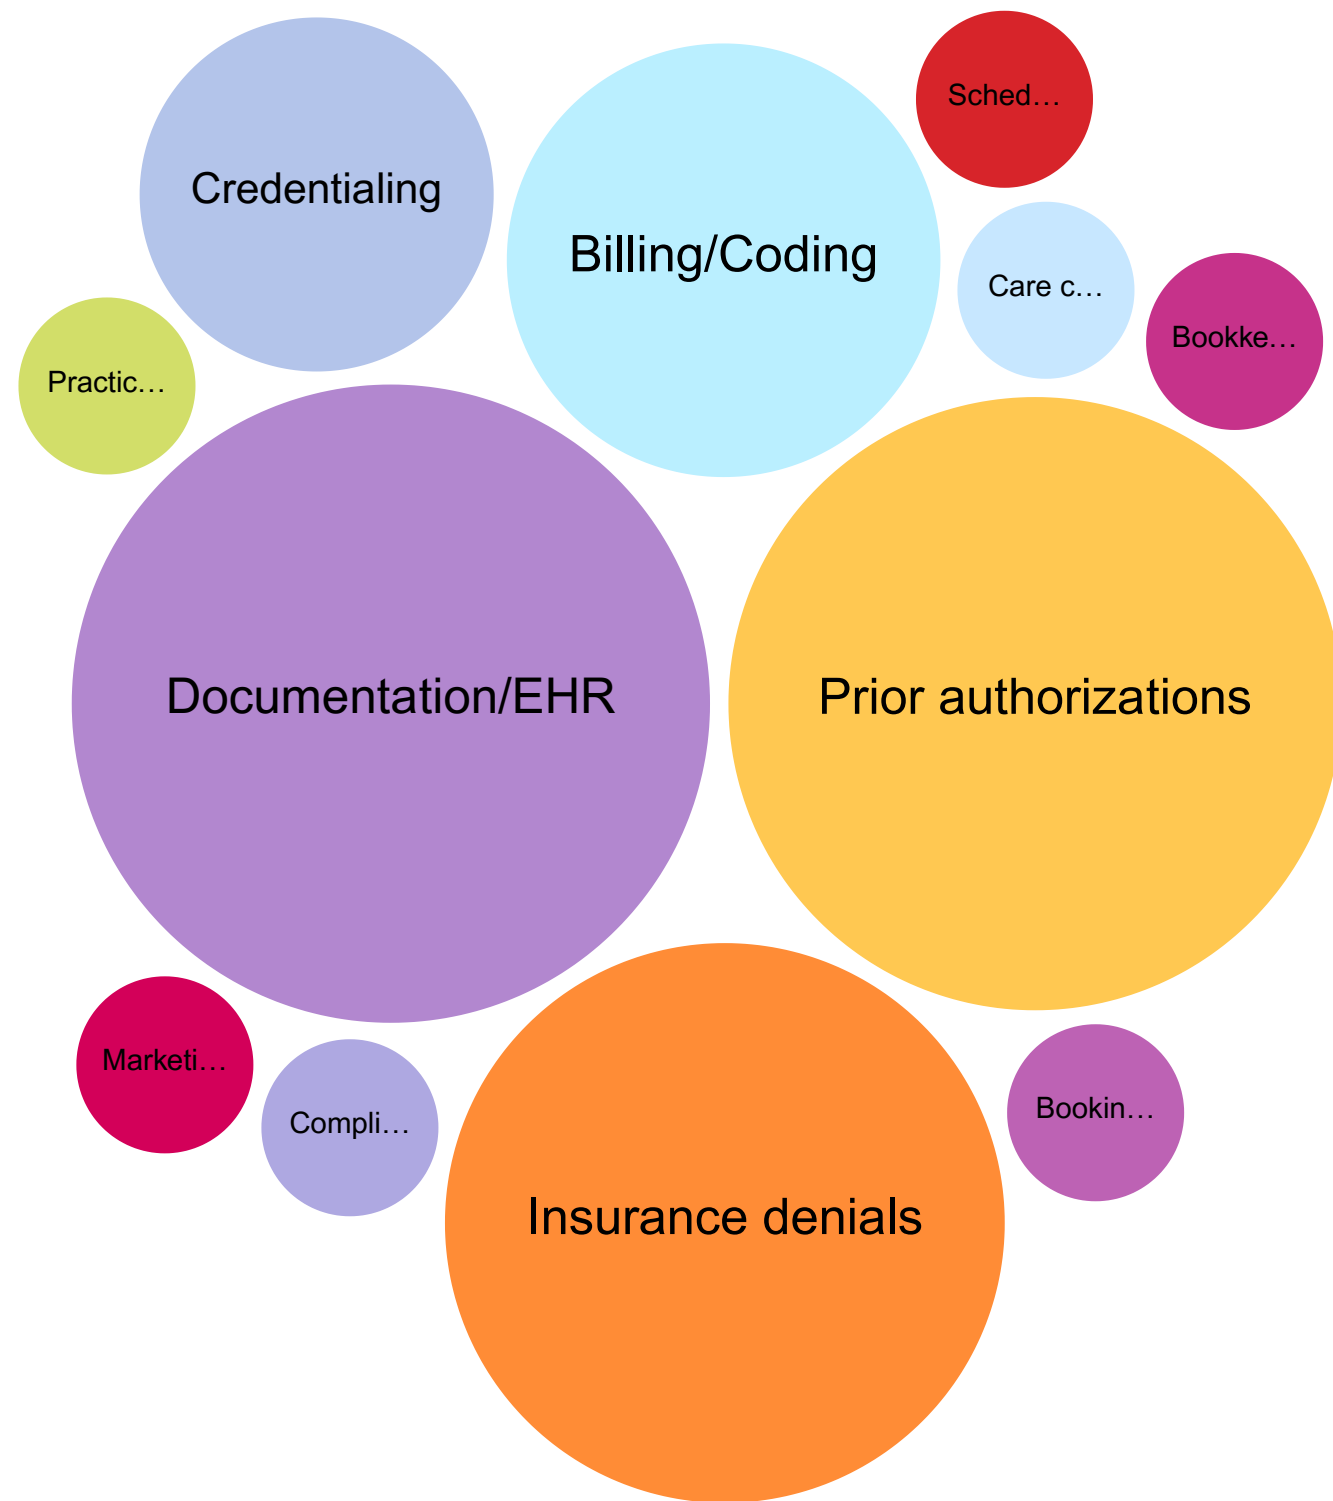 Sched…
Credentialing
Billing/Coding
Care c…
Bookke…
Practic…
Documentation/EHR
Prior authorizations
Marketi…
Compli…
Bookin…
Insurance denials